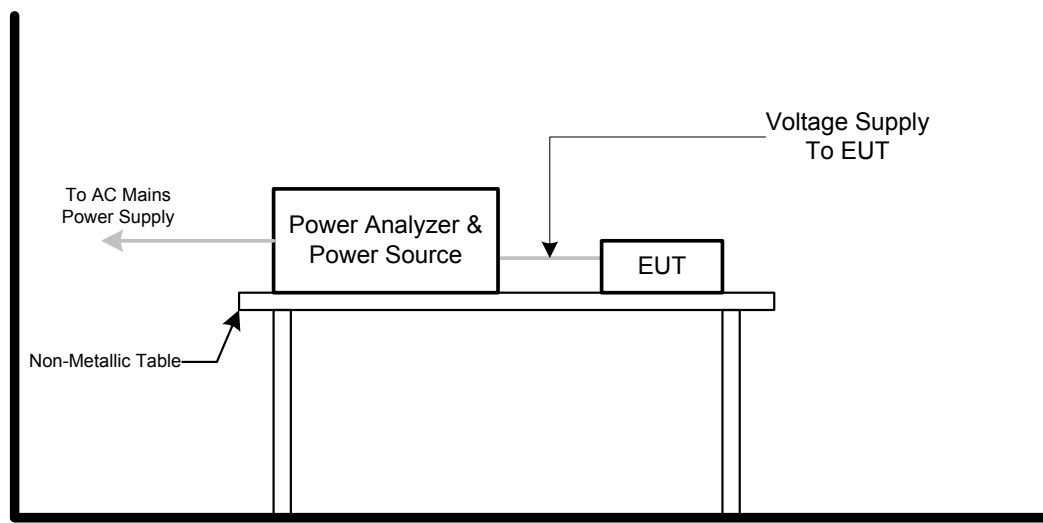 Voltage Supply
To EUT
To AC Mains
Power Supply
Power Analyzer &
Power Source
EUT
Non-Metallic Table